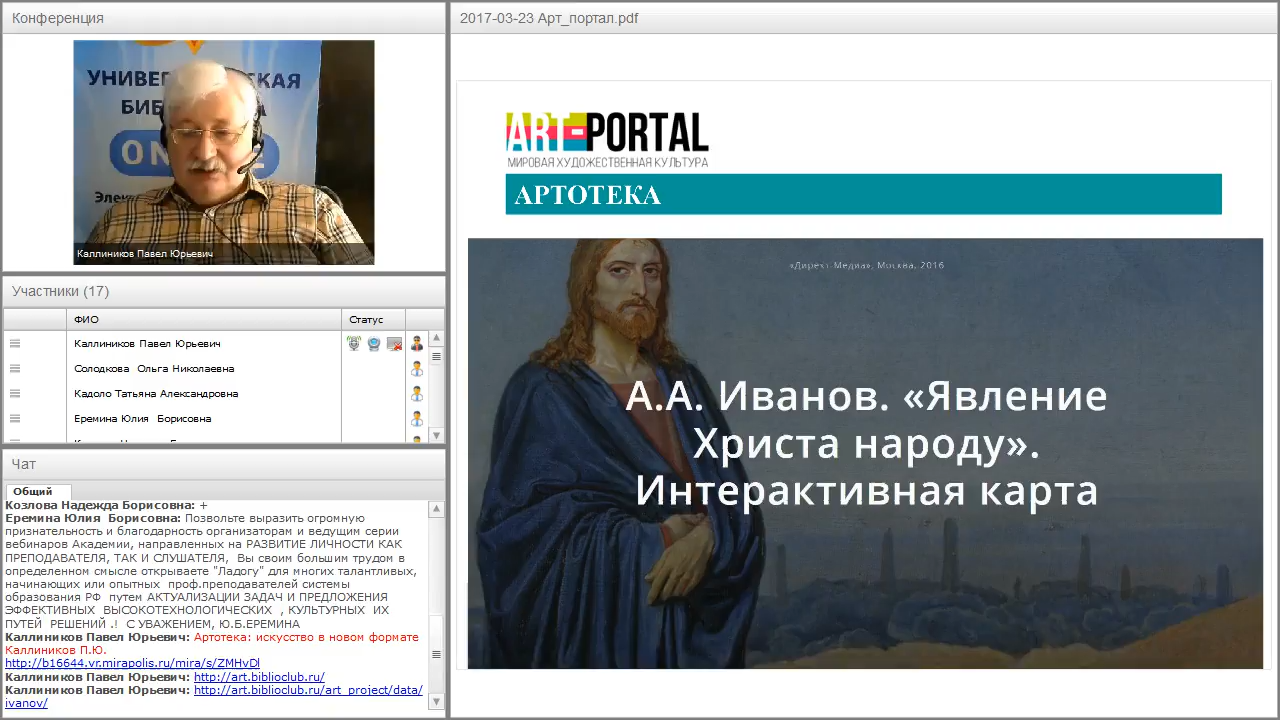 Конференция
УНИВЕР СКАЯ
БИБ
ON E
Элек
Каллиников Павел Юрьевич
Участники (17)
ФИО Статус
Каллиников Павел Юрьевич
Солодкова Ольга Николаевна
Кадоло Татьяна Александровна
Еремина Юлия Борисовна
Чат
Общий
Козлова Надежда Борисовна: +
Еремина Юлия Борисовна: Позвольте выразить огромную
признательность и благодарность организаторам и ведущим серии
вебинаров Академии, направленных на РАЗВИТИЕ ЛИЧНОСТИ КАК
ПРЕПОДАВАТЕЛЯ, ТАК И СЛУШАТЕЛЯ, Вы своим большим трудом в
определенном смысле открываете "Ладогу" для многих талантливых,
начинающих или опытных проф.преподавателей системы
образования РФ путем АКТУАЛИЗАЦИИ ЗАДАЧ И ПРЕДЛОЖЕНИЯ
ЭФФЕКТИВНЫХ ВЫСОКОТЕХНОЛОГИЧЕСКИХ , КУЛЬТУРНЫХ ИХ
ПУТЕЙ РЕШЕНИЙ .! С УВАЖЕНИЕМ, Ю.Б.ЕРЕМИНА
Каллиников Павел Юрьевич: Артотека: искусство в новом формате
Каллиников П.Ю.
http://b16644.vr.mirapolis.ru/mira/s/ZMHvDl
Каллиников Павел Юрьевич: http://art.biblioclub.ru/
Каллиников Павел Юрьевич: http://art.biblioclub.ru/art_project/data/
ivanov/
2017-03-23 Арт_портал.pdf
ART-PORTAL
МИРОВАЯ ХУДОЖЕСТВЕННАЯ КУЛЬТУРА
АРТОТЕКА
«Директ-Медиа», Москва, 2016
А.А. Иванов. «Явление
Христа народу».
Интерактивная карта